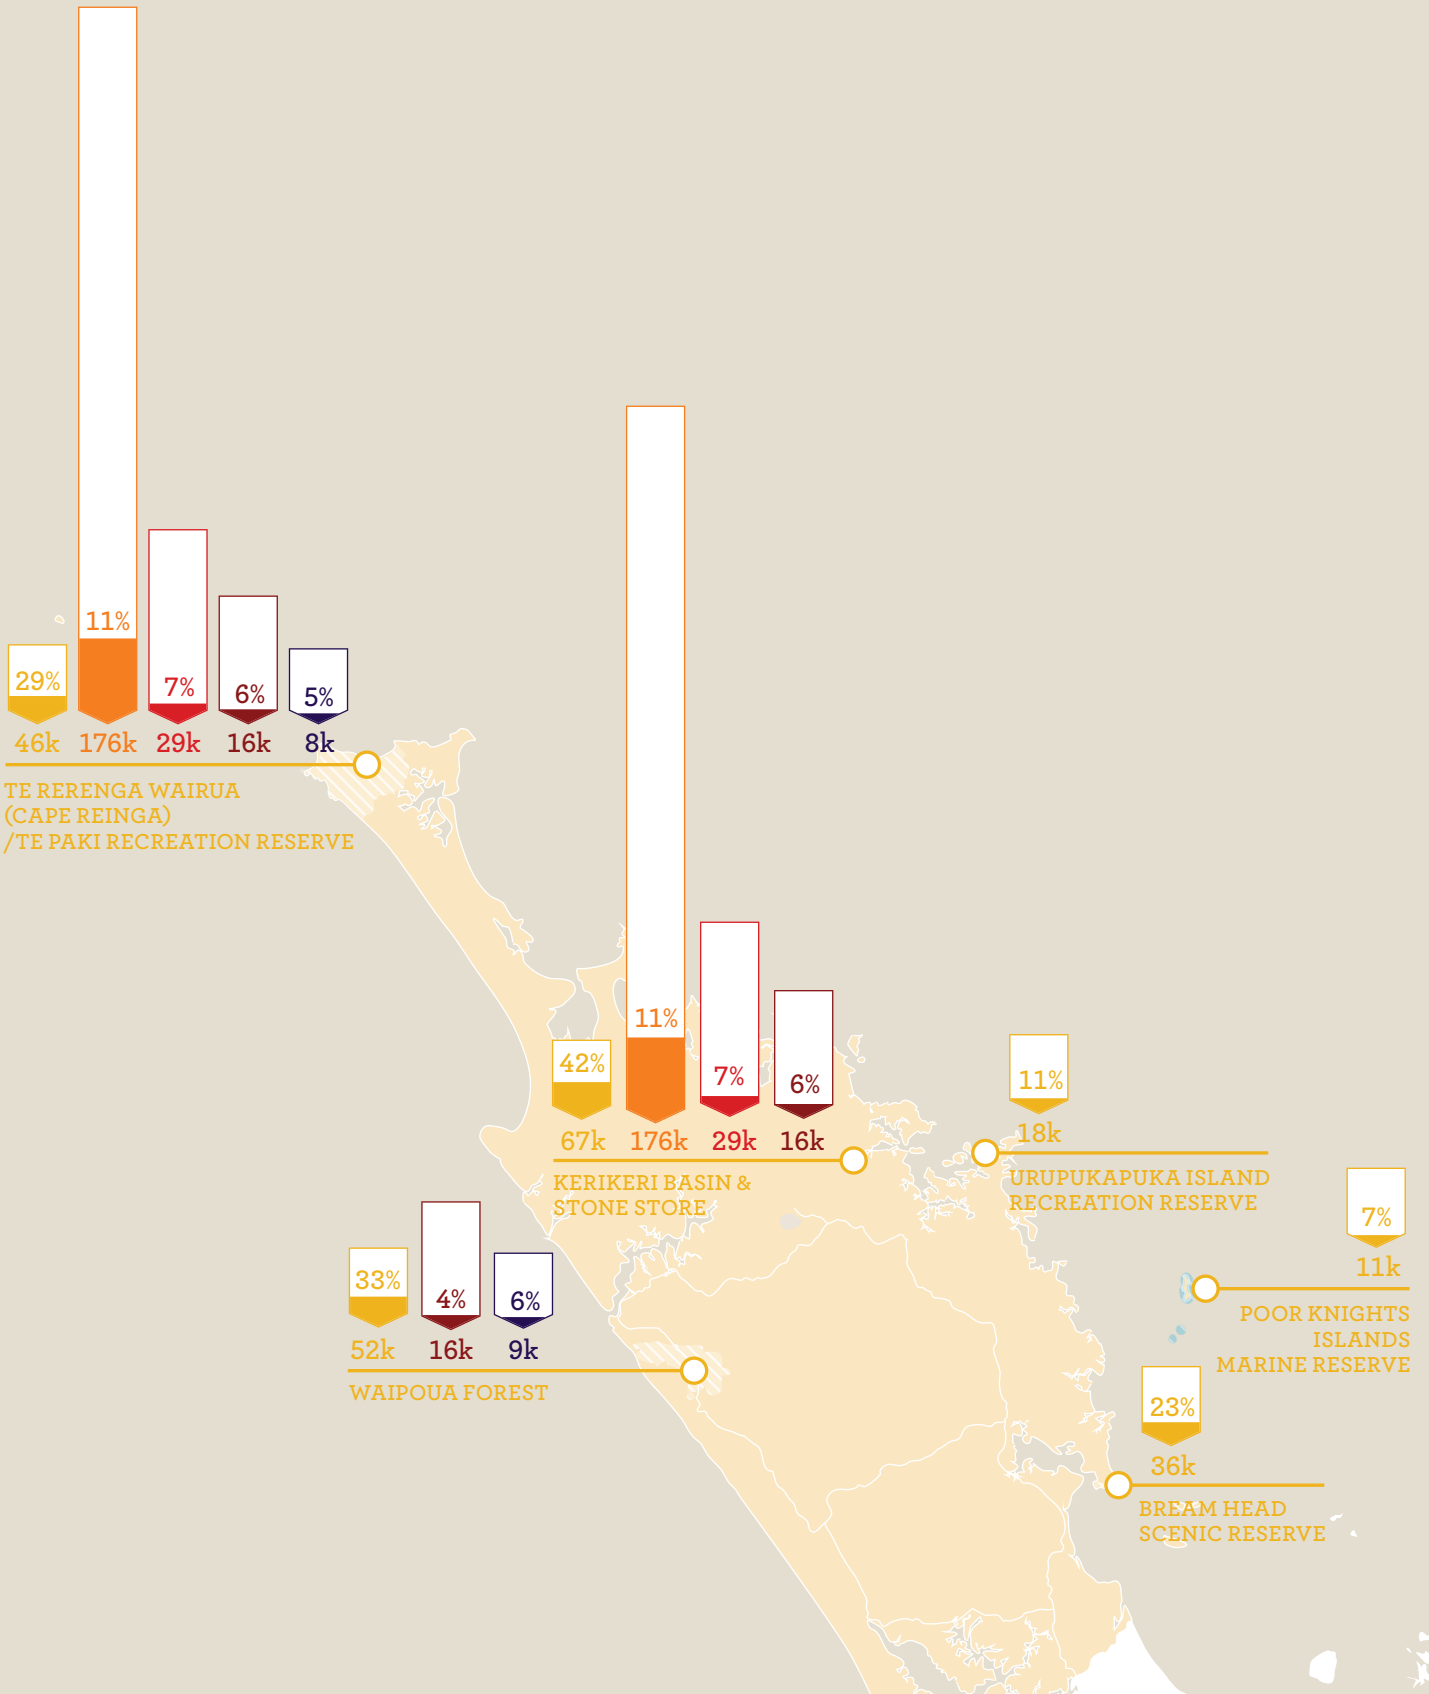 11%
29%
7%
6%
5%
46k 176k 29k 16k 8k
TE RERENGA WAIRUA
(CAPE REINGA)
/TE PAKI RECREATION RESERVE
11%
42%
7%
6%
67k 176k 29k 16k
KERIKERI BASIN &
STONE STORE
11%
18k
URUPUKAPUKA ISLAND
RECREATION RESERVE
7%
11k
POOR KNIGHTS
ISLANDS
MARINE RESERVE
33%
4%
6%
52k 16k 9k
WAIPOUA FOREST
23%
36k
BREAM HEAD
SCENIC RESERVE